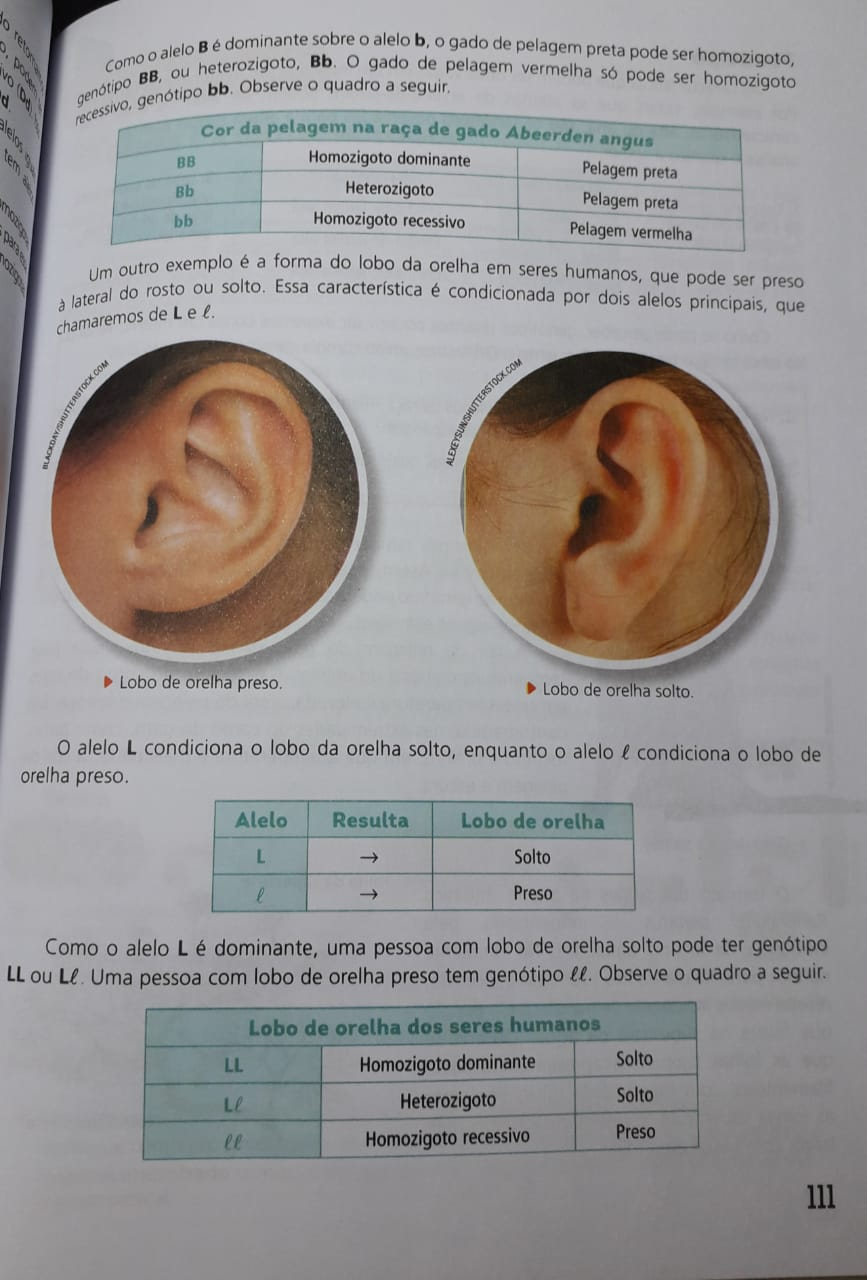 do
Como o alelo B é dominante sobre o alelo b, o gado de pelagem preta pode ser homozigoto,
genótipo BB, ou heterozigoto, Bb. O gado de pelagem vermelha só pode ser homozigoto
recessivo, genótipo bb. Observe o quadro a seguir.
Cor da pelagem na raça de gado Abeerden angus
BB Homozigoto dominante Pelagem preta
Bb Heterozigoto Pelagem preta
bb Homozigoto recessivo Pelagem vermelha
Um outro exemplo é a forma do lobo da orelha em seres humanos, que pode ser preso
à lateral do rosto ou solto. Essa característica é condicionada por dois alelos principais, que
chamaremos de L e ℓ.
BLACKDAY/SHUTTERSTOCK.COM
ALEXEYSUN/SHUTTERSTOCK.COM
Lobo de orelha preso.
Lobo de orelha solto.
O alelo L condiciona o lobo da orelha solto, enquanto o alelo ℓ condiciona o lobo de
orelha preso.
Alelo Resulta Lobo de orelha
L → Solto
ℓ → Preso
Como o alelo L é dominante, uma pessoa com lobo de orelha solto pode ter genótipo
LL ou Lℓ. Uma pessoa com lobo de orelha preso tem genótipo ℓℓ. Observe o quadro a seguir.
Lobo de orelha dos seres humanos
LL Homozigoto dominante Solto
Lℓ Heterozigoto Solto
ℓℓ Homozigoto recessivo Preso
111